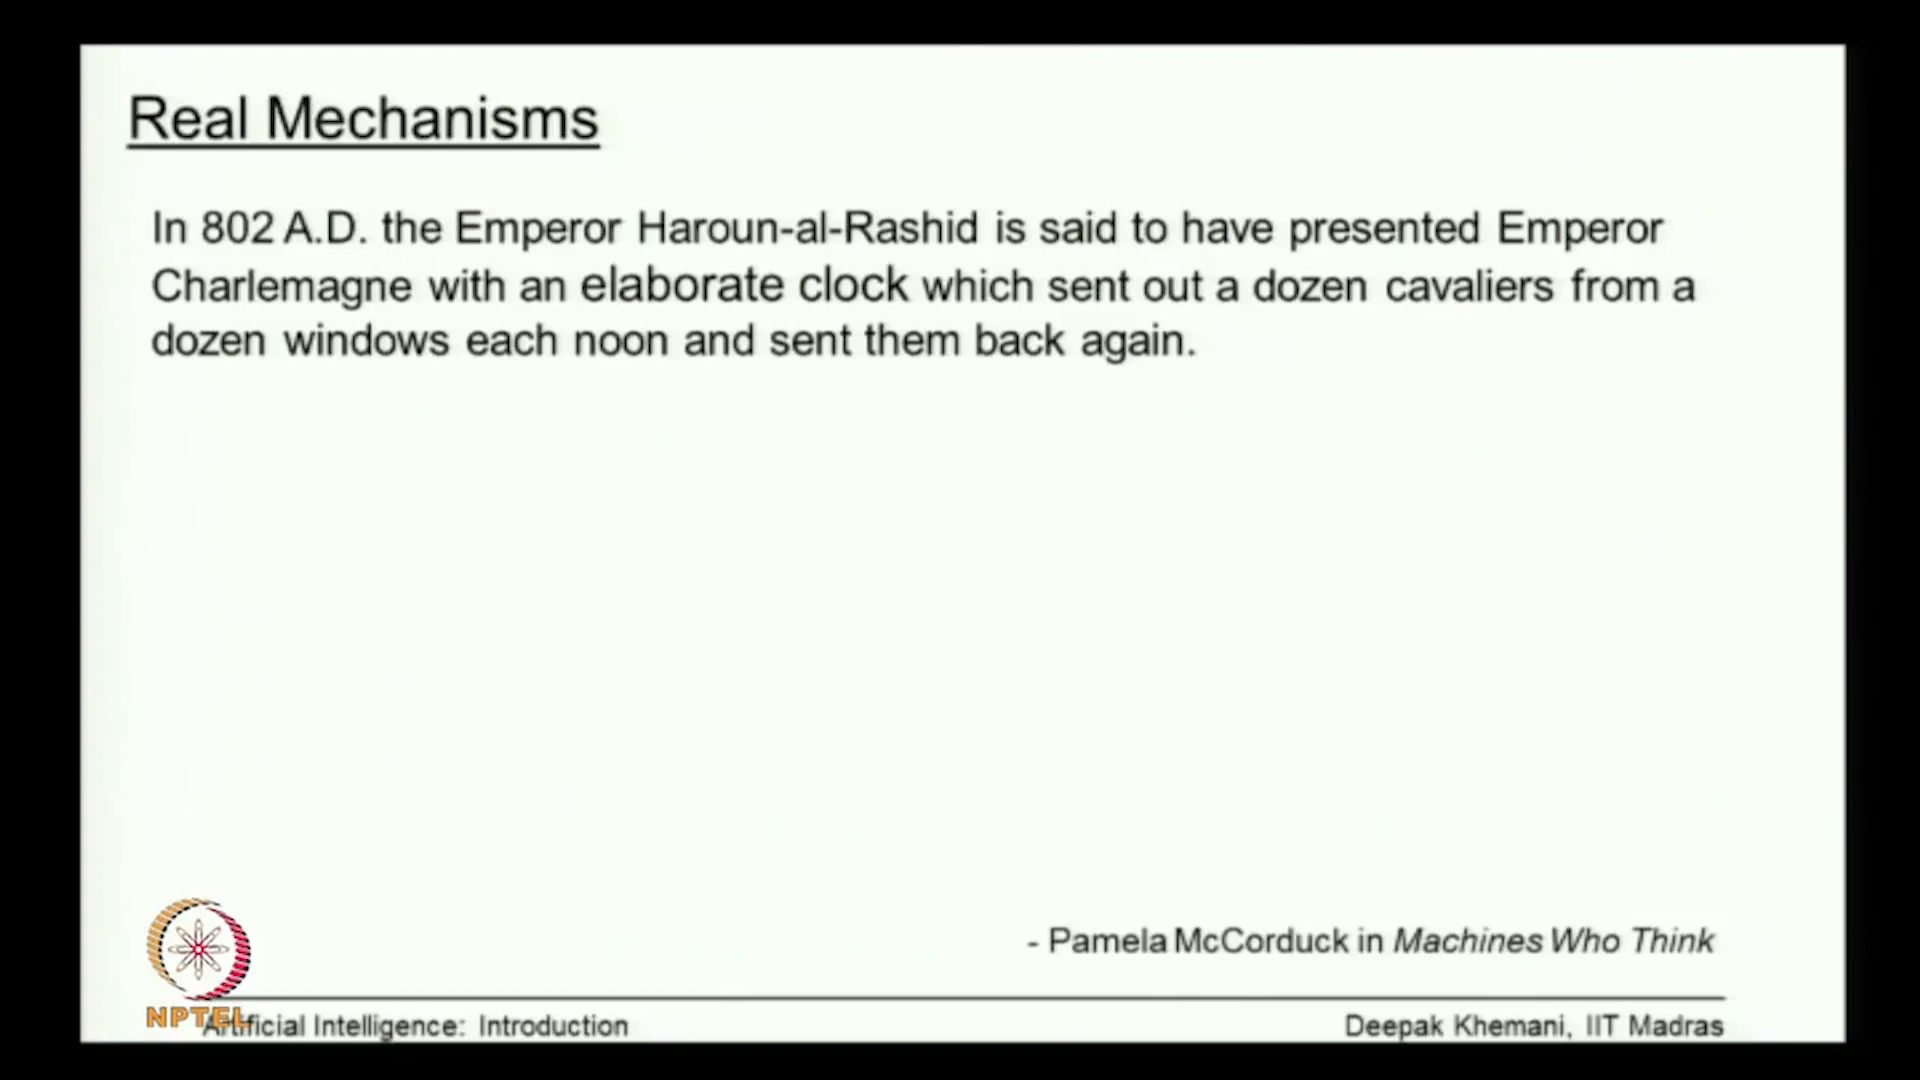 Real Mechanisms
In 802 A.D. the Emperor Haroun-al-Rashid is said to have presented Emperor
Charlemagne with an elaborate clock which sent out a dozen cavaliers from a
dozen windows each noon and sent them back again.
- Pamela McCorduck in Machines Who Think
NPTEL
Artificial Intelligence: Introduction
Deepak Khemani, IIT Madras